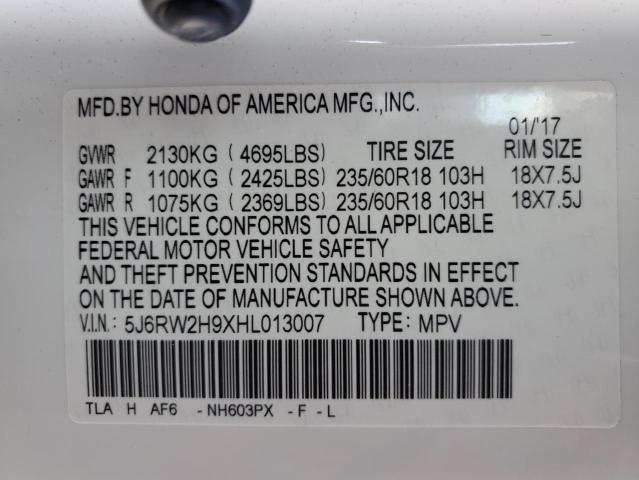 MFD.BY HONDA OF AMERICA MFG.,INC.
01/'17
GVWR 2130KG ( 4695LBS) TIRE SIZE RIM SIZE
GAWR F 1100KG ( 2425LBS) 235/60R18 103H 18X7.5J
GAWR R 1075KG ( 2369LBS) 235/60R18 103H 18X7.5J
THIS VEHICLE CONFORMS TO ALL APPLICABLE
FEDERAL MOTOR VEHICLE SAFETY
AND THEFT PREVENTION STANDARDS IN EFFECT
ON THE DATE OF MANUFACTURE SHOWN ABOVE.
V.I.N.: 5J6RW2H9XHL013007 TYPE: MPV
TLA H AF6 -NH603PX -F-L